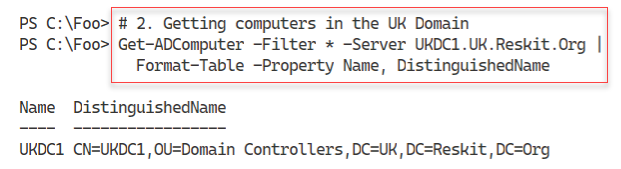 PS C:\Foo> # 2. Getting computers in the UK Domain
PS C:\Foo> Get-ADComputer -Filter * -Server UKDC1.UK.Reskit.Org |
Format-Table -Property Name, DistinguishedName
Name DistinguishedName
---- -----------------
UKDC1 CN=UKDC1,OU=Domain Controllers,DC=UK,DC=Reskit,DC=Org